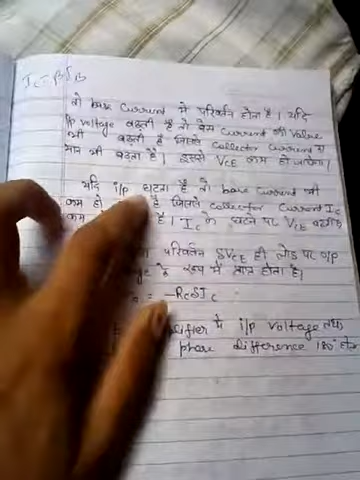 Ic = βIB
तो base Current में परिवर्तन होता है। यदि
i/p voltage बढ़ती है तो बेस Current की Value
भी बढ़ती है जिससे Collector Current का
मान भी बढ़ता है। इससे VCE कम हो जायेगा।
यदि i/p घटता है तो base Current भी
कम हो है जिससे collector Current Ic
कम है। Ic के घटने पर VCE
परिवर्तन δVCE ही लोड पर o/p
के रूप में प्राप्त होता है।
= -RcδIc
में i/p voltage तथा
phase difference 180°